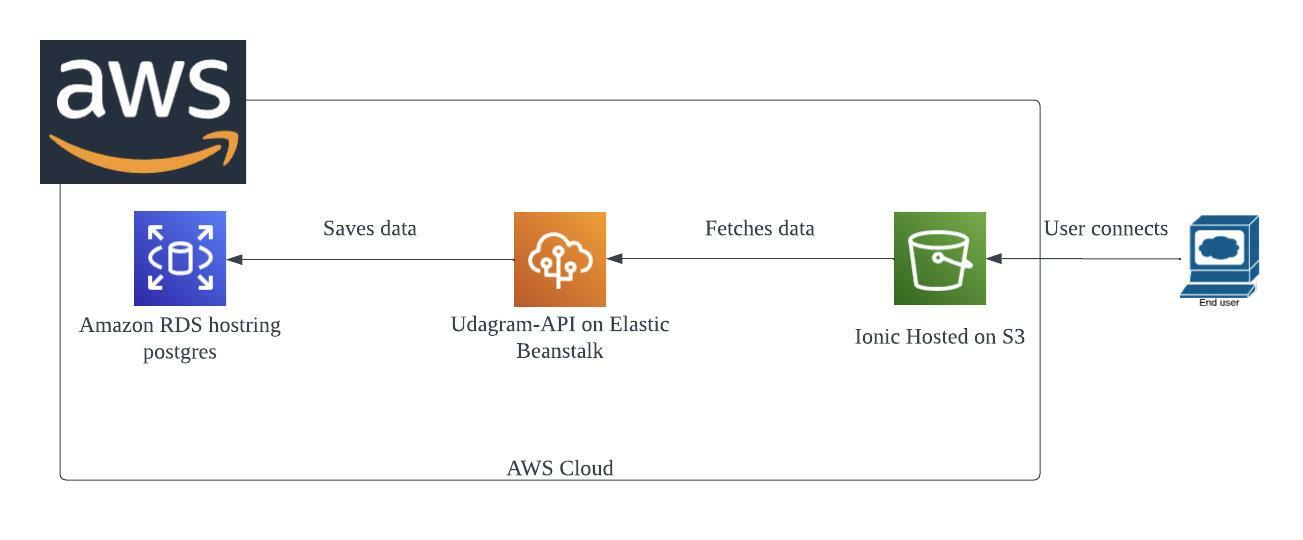 aws
Saves data
Fetches data
User connects
End user
Amazon RDS hostring
postgres
Udagram-API on Elastic
Beanstalk
Ionic Hosted on S3
AWS Cloud